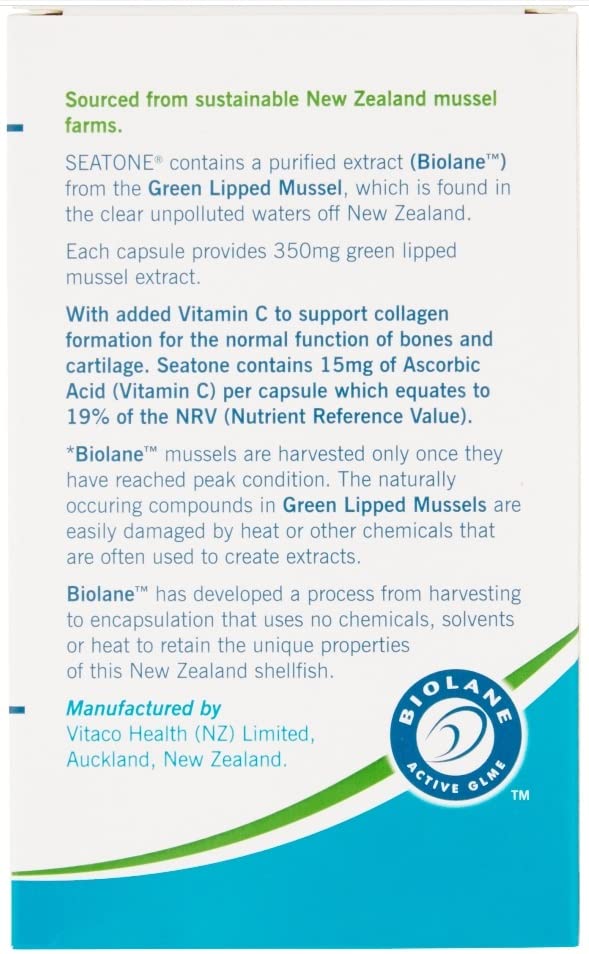 Sourced from sustainable New Zealand mussel
farms.
SEATONE® contains a purified extract (Biolane™)
from the Green Lipped Mussel, which is found in
the clear unpolluted waters off New Zealand.
Each capsule provides 350mg green lipped
mussel extract.
With added Vitamin C to support collagen
formation for the normal function of bones and
cartilage. Seatone contains 15mg of Ascorbic
Acid (Vitamin C) per capsule which equates to
19% of the NRV (Nutrient Reference Value).
*Biolane™ mussels are harvested only once they
have reached peak condition. The naturally
occuring compounds in Green Lipped Mussels are
easily damaged by heat or other chemicals that
are often used to create extracts.
Biolane™ has developed a process from harvesting
to encapsulation that uses no chemicals, solvents
or heat to retain the unique properties
of this New Zealand shellfish.
Manufactured by
Vitaco Health (NZ) Limited,
Auckland, New Zealand.
BIOLANE
ACTIVE GLME
TM